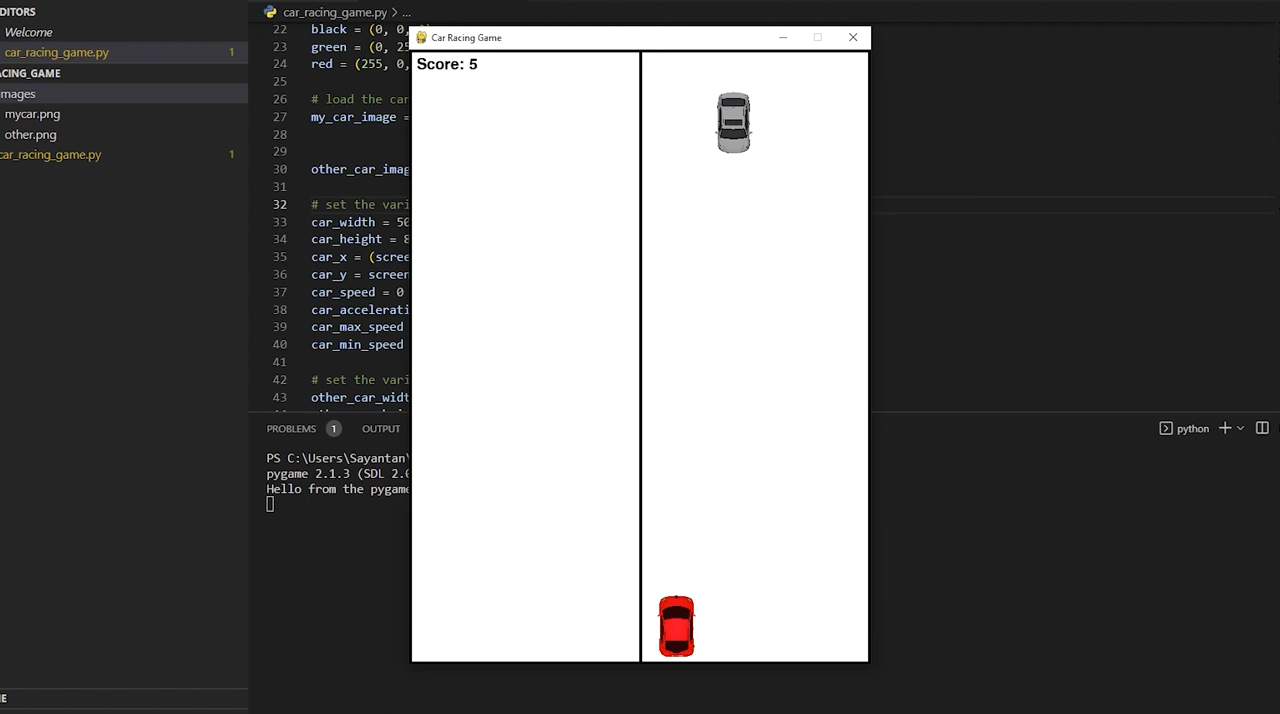 DITORS
Welcome
car_racing_game.py 1
ACING_GAME
mages
mycar.png
other.png
car_racing_game.py 1
E
car_racing_game.py > ...
22 black = (0, 0,
23 green = (0, 25
24 red = (255, 0,
25
26 # load the car
27 my_car_image =
28
29
30 other_car_imag
31
32 # set the vari
33 car_width = 50
34 car_height = 8
35 car_x = (scree
36 car_y = screen
37 car_speed = 0
38 car_accelerati
39 car_max_speed
40 car_min_speed
41
42 # set the vari
43 other_car_widt
Car Racing Game
Score: 5
PROBLEMS 1 OUTPUT
python
PS C:\Users\Sayantan\
pygame 2.1.3 (SDL 2.0
Hello from the pygame